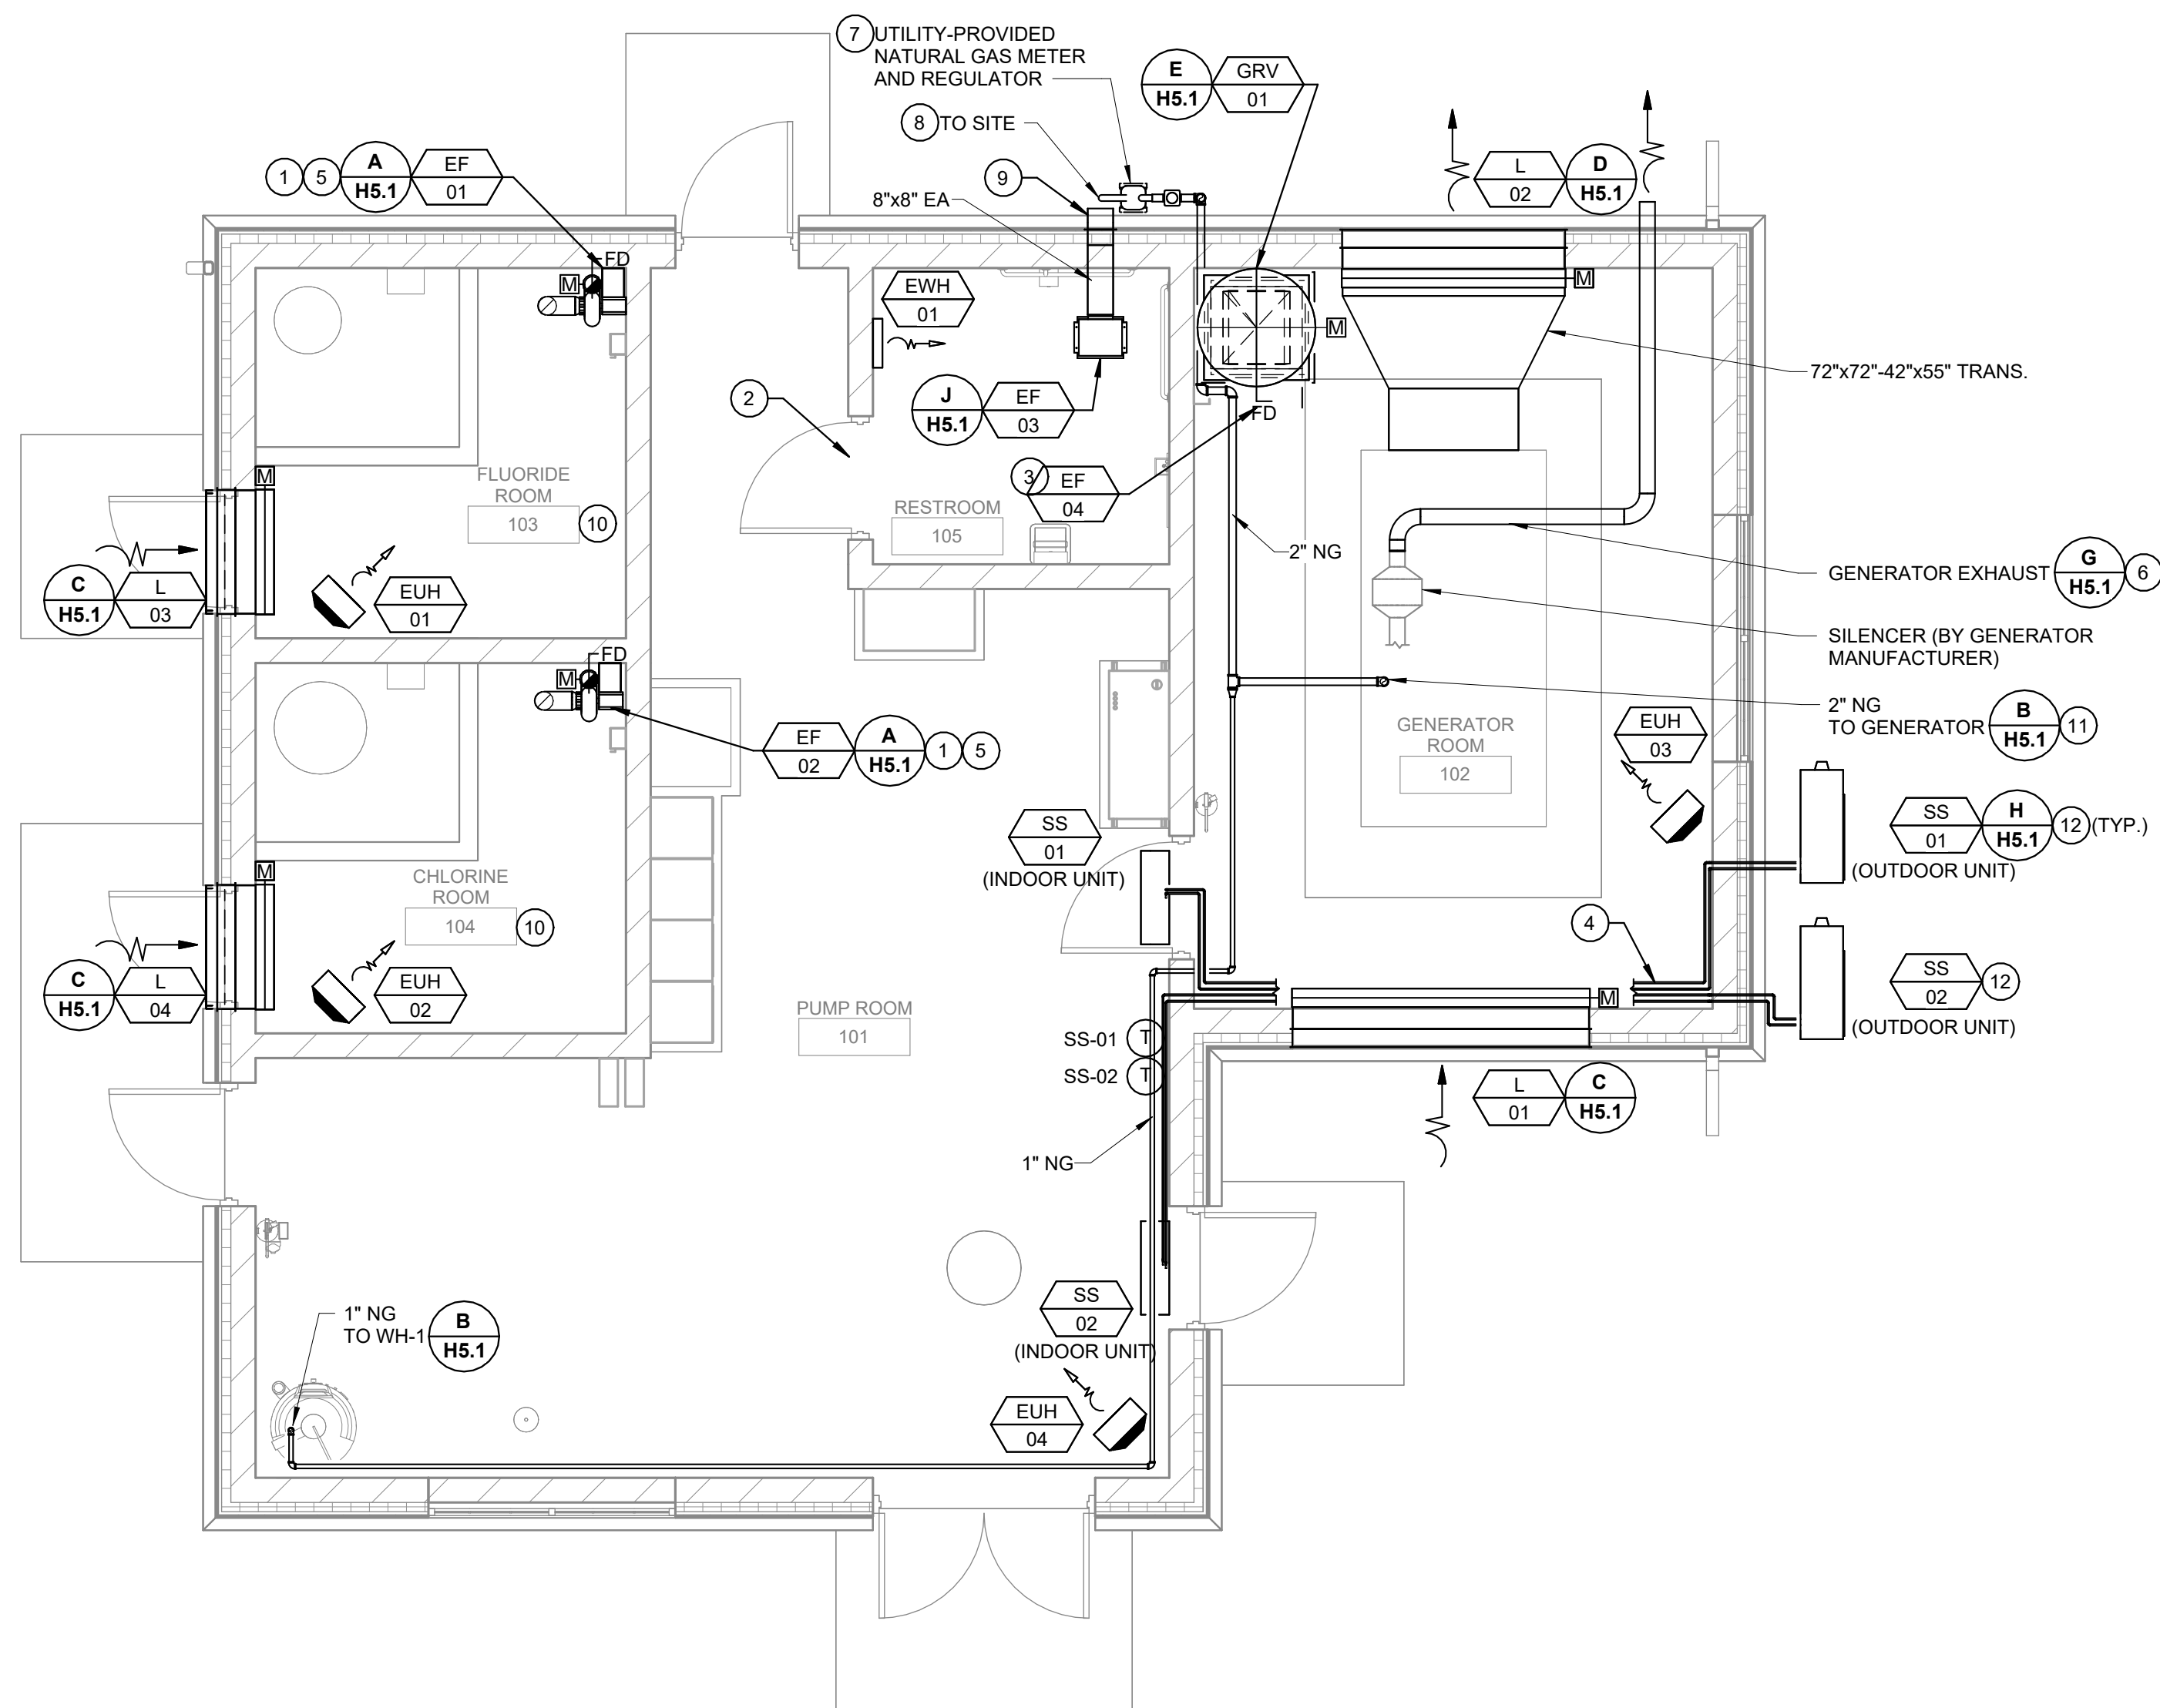 7
UTILITY-PROVIDED
NATURAL GAS METER
AND REGULATOR
E
H5.1
GRV
01
8
TO SITE
9
8"x8" EA
1
5
A
H5.1
EF
01
L
02
D
H5.1
FD
M
EWH
01
M
M
72"x72"-42"x55" TRANS.
2
J
H5.1
EF
03
FD
3
EF
04
M
FLUORIDE
ROOM
103
10
RESTROOM
105
2" NG
C
H5.1
L
03
EUH
01
GENERATOR EXHAUST
G
H5.1
6
SILENCER (BY GENERATOR
MANUFACTURER)
FD
M
2" NG
TO GENERATOR
B
H5.1
11
EF
02
A
H5.1
1
5
GENERATOR
ROOM
102
EUH
03
SS
01
(INDOOR UNIT)
SS
01
H
H5.1
12
(TYP.)
(OUTDOOR UNIT)
M
CHLORINE
ROOM
104
10
4
C
H5.1
L
04
EUH
02
SS
02
12
(OUTDOOR UNIT)
M
PUMP ROOM
101
SS-01
T
SS-02
T
L
01
C
H5.1
1" NG
1" NG
TO WH-1
B
H5.1
SS
02
(INDOOR UNIT)
EUH
04